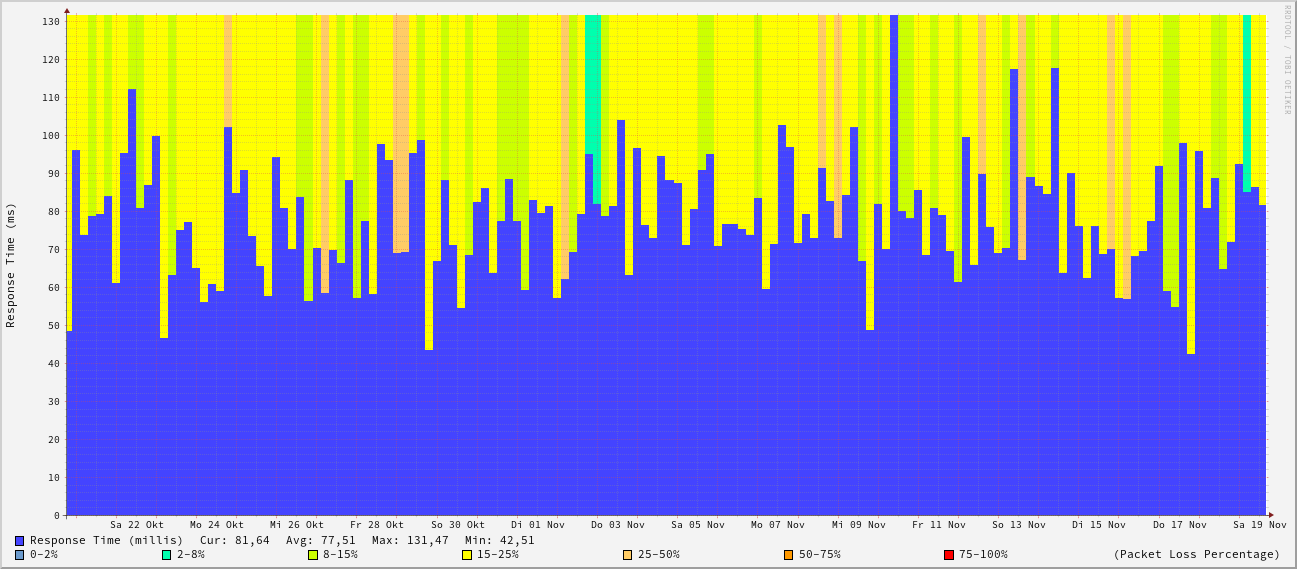 RRDTOOL / TOBI OETIKER
Response Time (ms)
130
120
110
100
90
80
70
60
50
40
30
20
10
0
Sa 22 Okt Mo 24 Okt Mi 26 Okt Fr 28 Okt So 30 Okt Di 01 Nov Do 03 Nov Sa 05 Nov Mo 07 Nov Mi 09 Nov Fr 11 Nov So 13 Nov Di 15 Nov Do 17 Nov Sa 19 Nov
Response Time (millis) Cur: 81,64 Avg: 77,51 Max: 131,47 Min: 42,51
0-2% 2-8% 8-15% 15-25% 25-50% 50-75% 75-100% (Packet Loss Percentage)